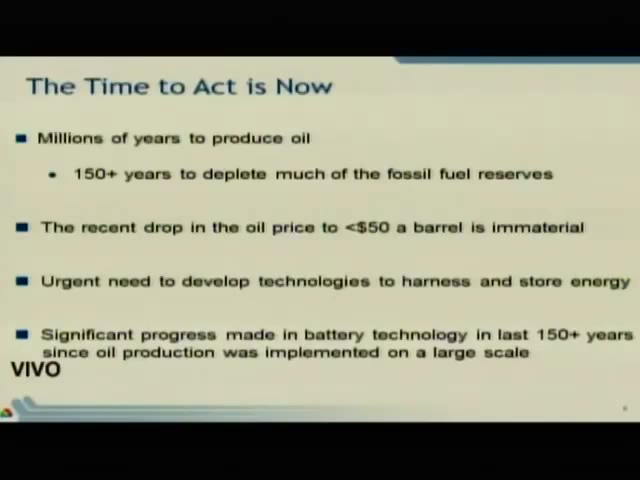 The Time to Act is Now
Millions of years to produce oil
150+ years to deplete much of the fossil fuel reserves
The recent drop in the oil price to <$50 a barrel is immaterial
Urgent need to develop technologies to harness and store energy
Significant progress made in battery technology in last 150+ years
since oil production was implemented on a large scale
VIVO